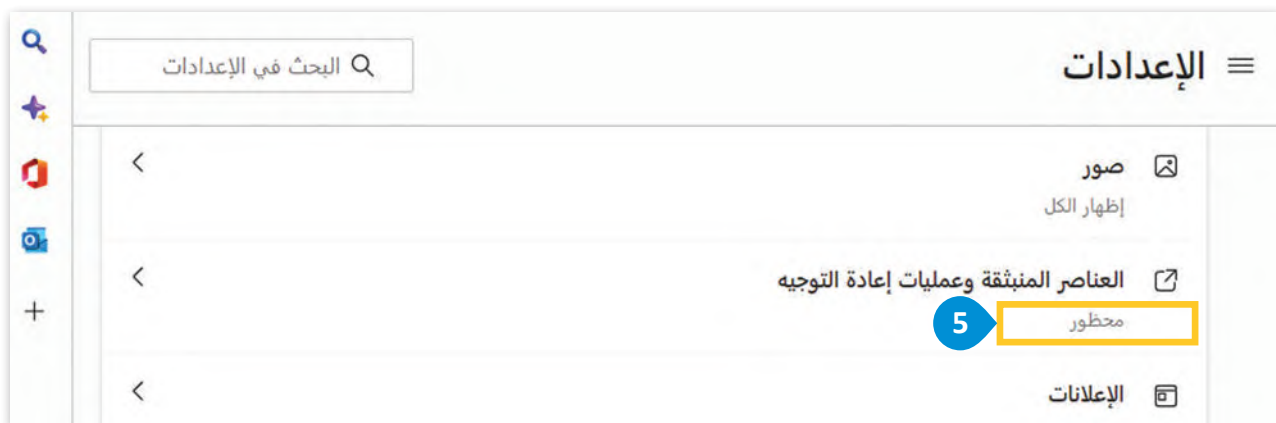 الإعدادات
البحث في الإعدادات
صور
إظهار الكل
العناصر المنبثقة وعمليات إعادة التوجيه
محظور
5
الإعلانات